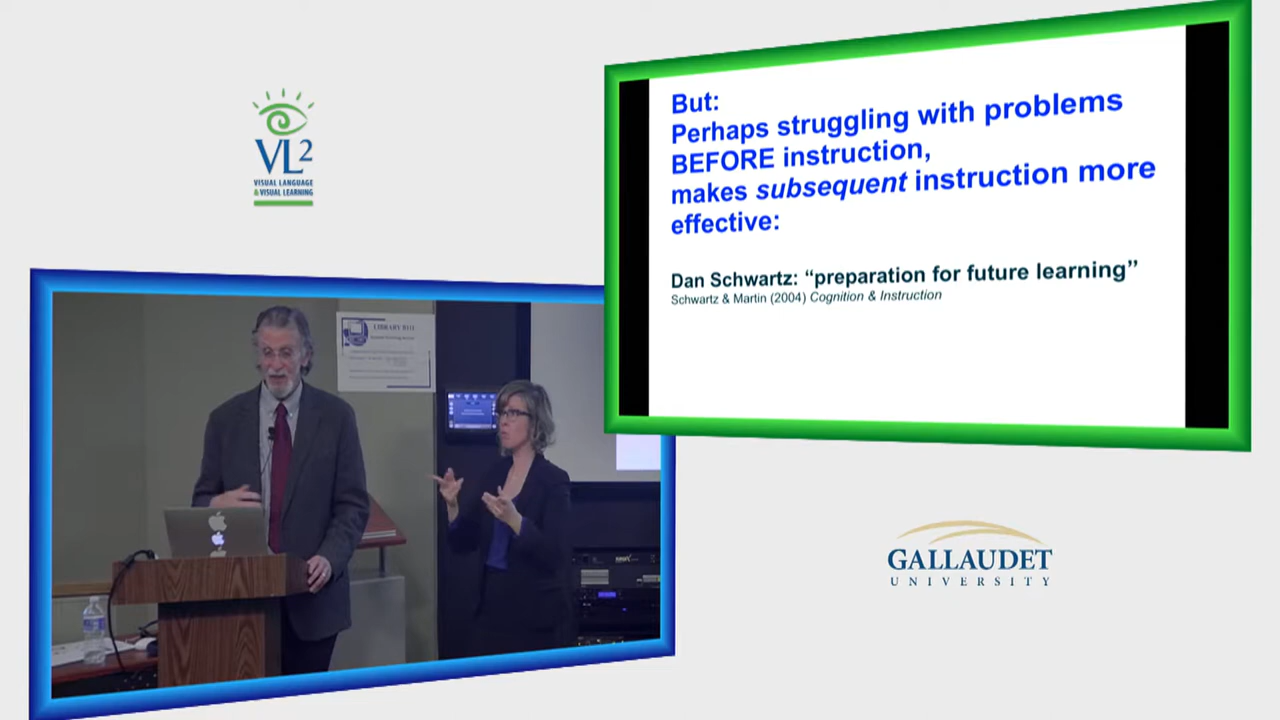 VL2
VISUAL LANGUAGE
& VISUAL LEARNING
But:
Perhaps struggling with problems
BEFORE instruction,
makes subsequent instruction more
effective:
Dan Schwartz: “preparation for future learning”
Schwartz & Martin (2004) Cognition & Instruction
GALLAUDET
UNIVERSITY